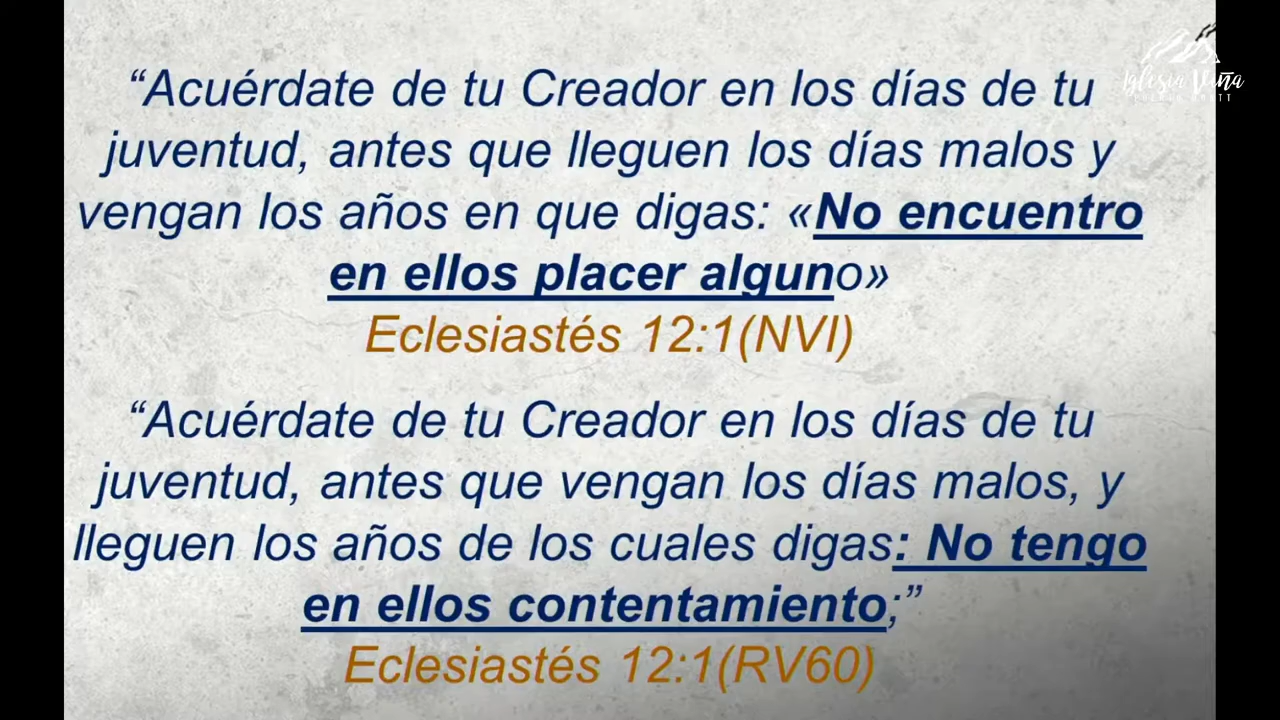 Iglesia Viña
“Acuérdate de tu Creador en los días de tu
juventud, antes que lleguen los días malos y
vengan los años en que digas: «No encuentro
en ellos placer alguno»
Eclesiastés 12:1(NVI)
“Acuérdate de tu Creador en los días de tu
juventud, antes que vengan los días malos, y
lleguen los años de los cuales digas: No tengo
en ellos contentamiento;”
Eclesiastés 12:1(RV60)